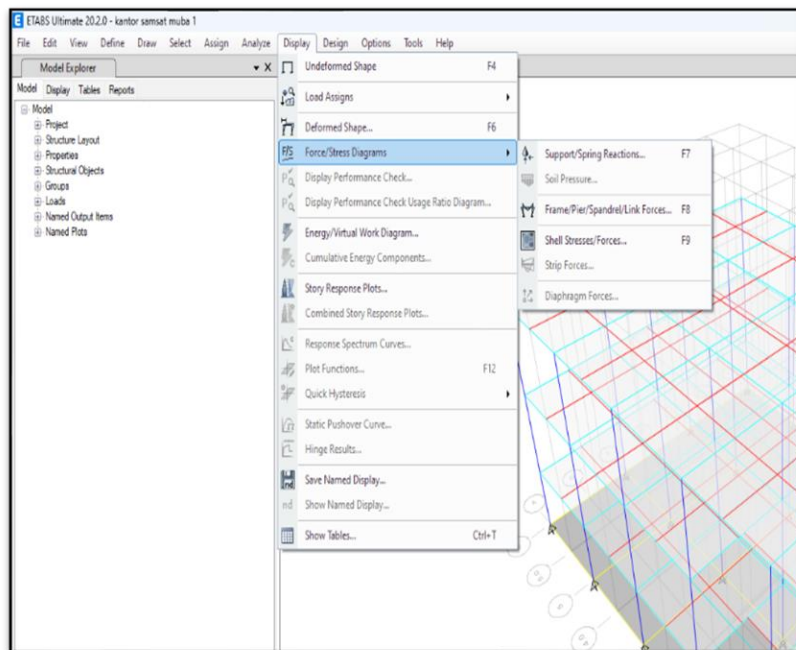 ETABS Ultimate 20.2.0 - kantor samsat muba 1
File Edit View Define Draw Select Assign Analyze Display Design Options Tools Help
Model Explorer
Model Display Tables Reports
Model
Project
Structure Layout
Properties
Structural Objects
Groups
Loads
Named Output Items
Named Plots
Undeformed Shape F4
Load Assigns
Deformed Shape... F6
Force/Stress Diagrams
Display Performance Check...
Display Performance Check Usage Ratio Diagram...
Energy/Virtual Work Diagram...
Cumulative Energy Components...
Story Response Plots...
Combined Story Response Plots...
Response Spectrum Curves...
Plot Functions... F12
Quick Hysteresis
Static Pushover Curve...
Hinge Results...
Save Named Display...
Show Named Display...
Show Tables... Ctrl+T
Support/Spring Reactions... F7
Soil Pressure...
Frame/Pier/Spandrel/Link Forces... F8
Shell Stresses/Forces... F9
Strip Forces...
Diaphragm Forces...